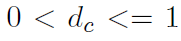 0 < d_c <= 1